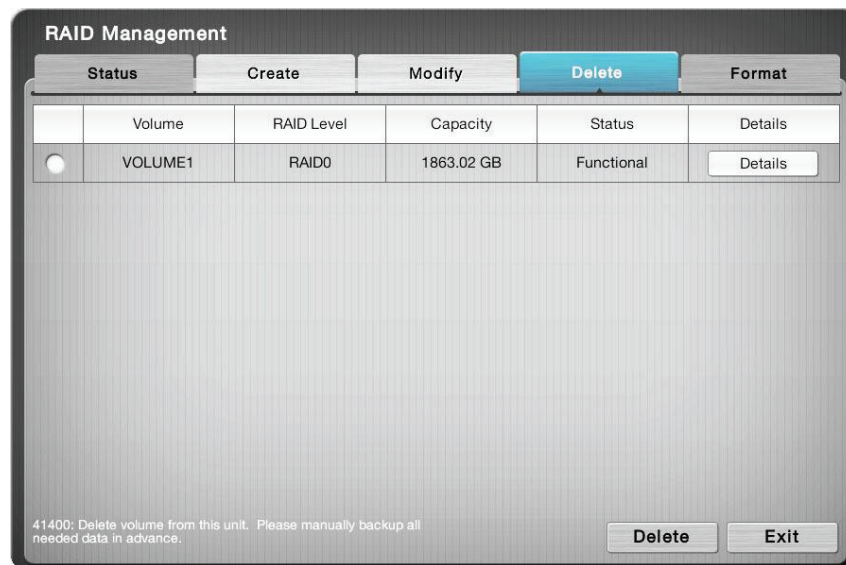 RAID Management
Status Create Modify Delete Format
Volume RAID Level Capacity Status Details
VOLUME1 RAID0 1863.02 GB Functional Details
41400: Delete volume from this unit. Please manually backup all
needed data in advance.
Delete Exit